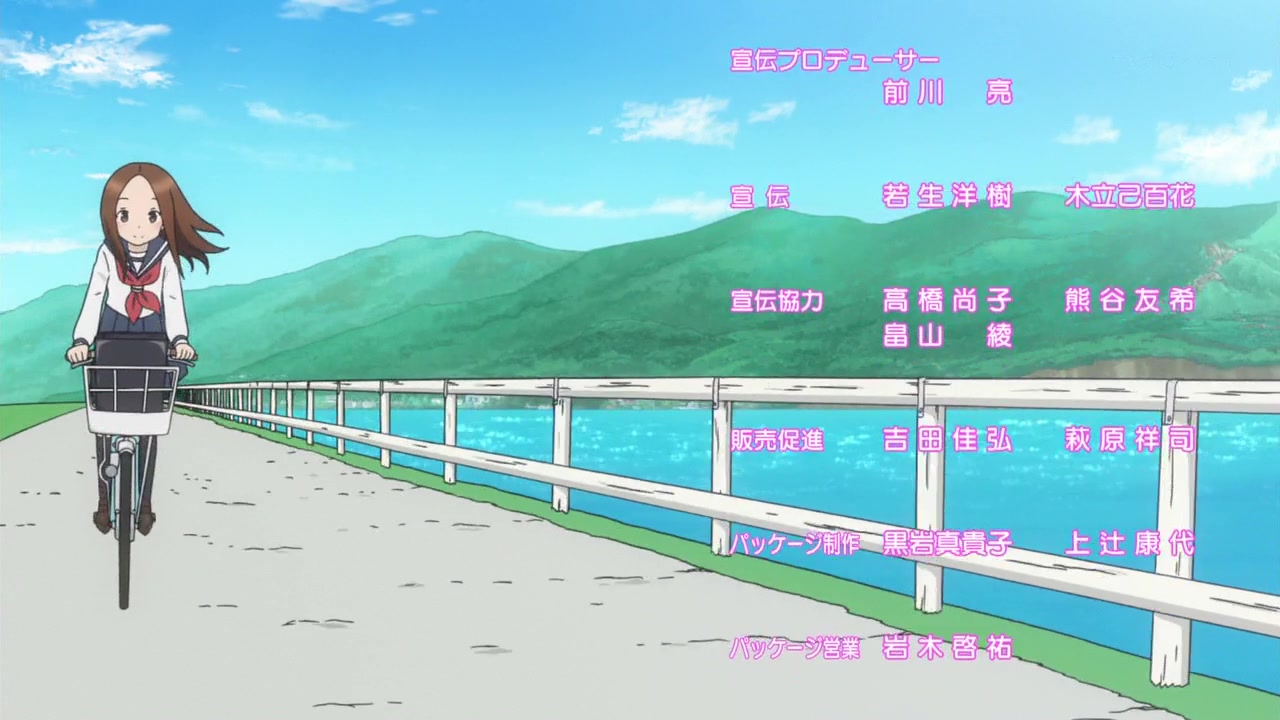 宣伝プロデューサー
前川 亮
宣伝 若生洋樹 木立己百花
宣伝協力 高橋尚子 熊谷友希
畠山 綾
販売促進 吉田佳弘 萩原祥司
パッケージ制作 黒岩真貴子 上辻康代
パッケージ営業 岩木啓祐